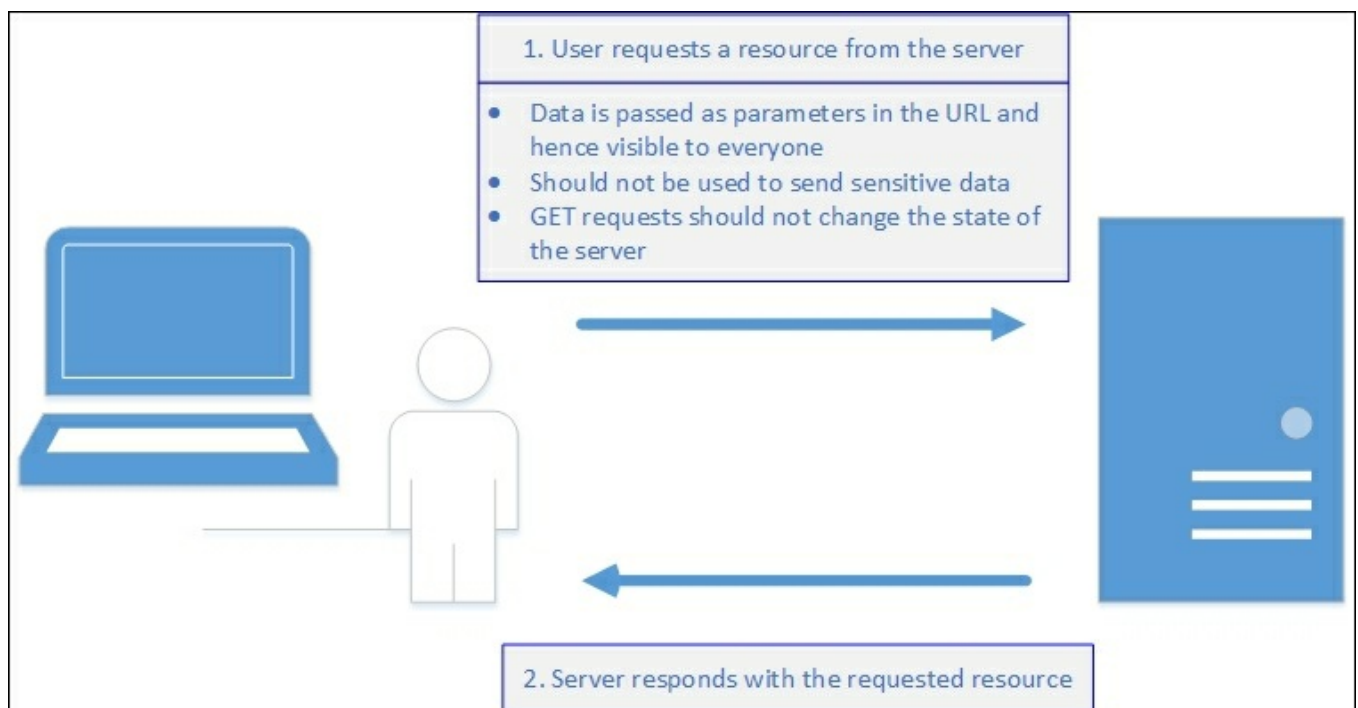 1. User requests a resource from the server
• Data is passed as parameters in the URL and
hence visible to everyone
• Should not be used to send sensitive data
• GET requests should not change the state of
the server
2. Server responds with the requested resource